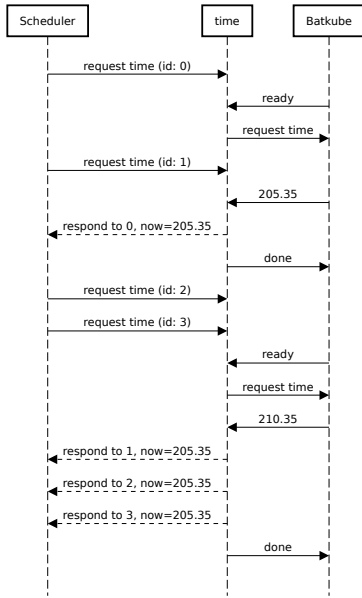 Scheduler
time
Batkube
request time (id: 0)
ready
request time
request time (id: 1)
205.35
respond to 0, now=205.35
done
request time (id: 2)
request time (id: 3)
ready
request time
210.35
respond to 1, now=205.35
respond to 2, now=205.35
respond to 3, now=205.35
done